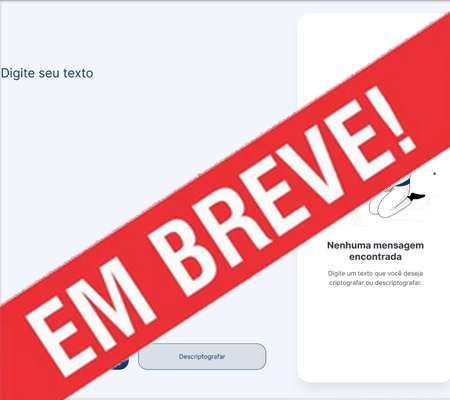 Digite seu texto
EM BREVE!
Nenhuma mensagem
encontrada
Digite um texto que você deseja
criptografar ou descriptografar.
Descriptografar